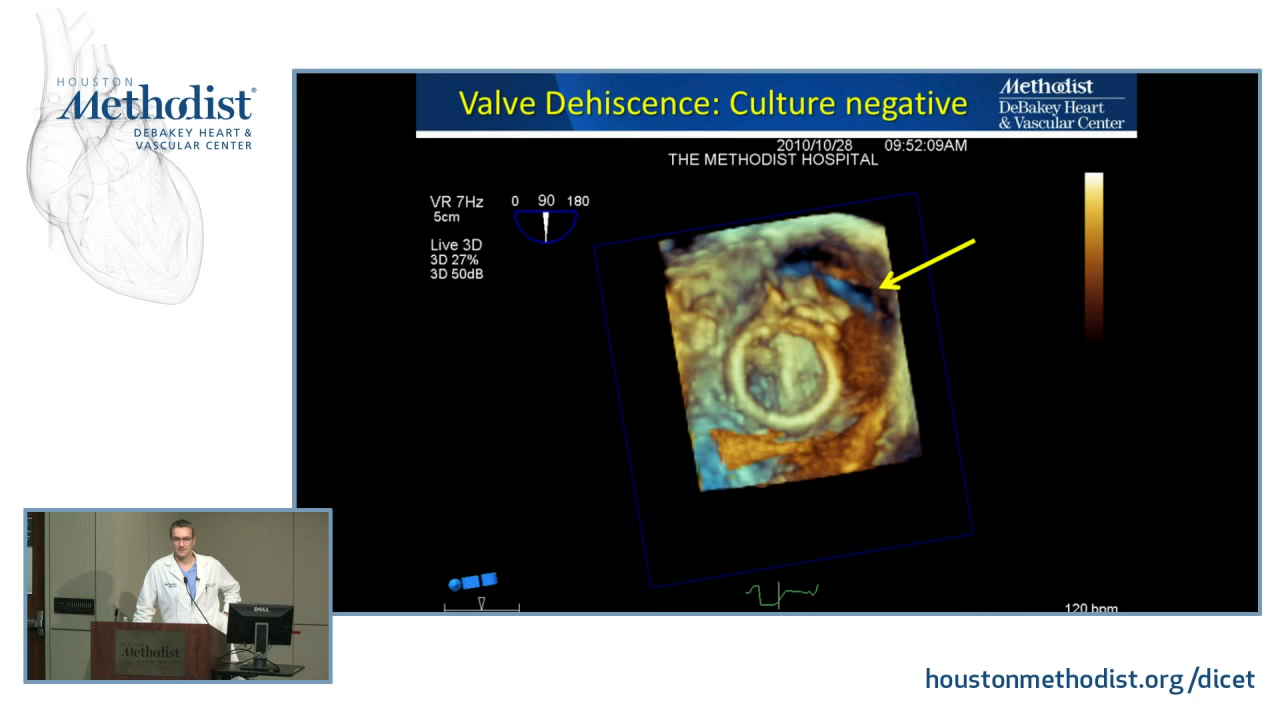 HOUSTON
Methodist®
DEBAKEY HEART &
VASCULAR CENTER
Valve Dehiscence: Culture negative
Methodist
DeBakey Heart
& Vascular Center
2010/10/28 09:52:09AM
THE METHODIST HOSPITAL
VR 7Hz
5cm
0 90 180
Live 3D
3D 27%
3D 50dB
120 bpm
DELL
Methodist
houstonmethodist.org/dicet